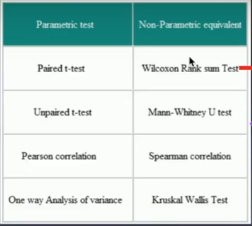 Parametric test Non-Parametric equivalent
Paired t-test Wilcoxon Rank sum Test
Unpaired t-test Mann-Whitney U test
Pearson correlation Spearman correlation
One way Analysis of variance Kruskal Wallis Test